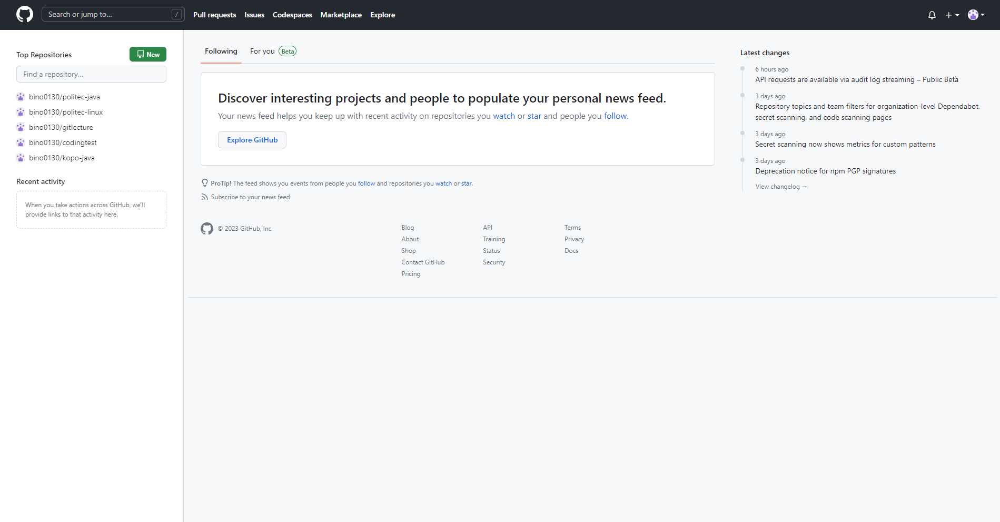 Search or jump to...
/
Pull requests
Issues
Codespaces
Marketplace
Explore
Top Repositories
New
Find a repository...
bino0130/politec-java
bino0130/politec-linux
bino0130/gitlecture
bino0130/codingtest
bino0130/kopo-java
Recent activity
When you take actions across GitHub, we'll
provide links to that activity here.
Following
For you
Beta
Discover interesting projects and people to populate your personal news feed.
Your news feed helps you keep up with recent activity on repositories you watch or star and people you follow.
Explore GitHub
ProTip! The feed shows you events from people you follow and repositories you watch or star.
Subscribe to your news feed
© 2023 GitHub, Inc.
Blog
About
Shop
Contact GitHub
Pricing
API
Training
Status
Security
Terms
Privacy
Docs
Latest changes
6 hours ago
API requests are available via audit log streaming – Public Beta
3 days ago
Repository topics and team filters for organization-level Dependabot,
secret scanning, and code scanning pages
3 days ago
Secret scanning now shows metrics for custom patterns
3 days ago
Deprecation notice for npm PGP signatures
View changelog →